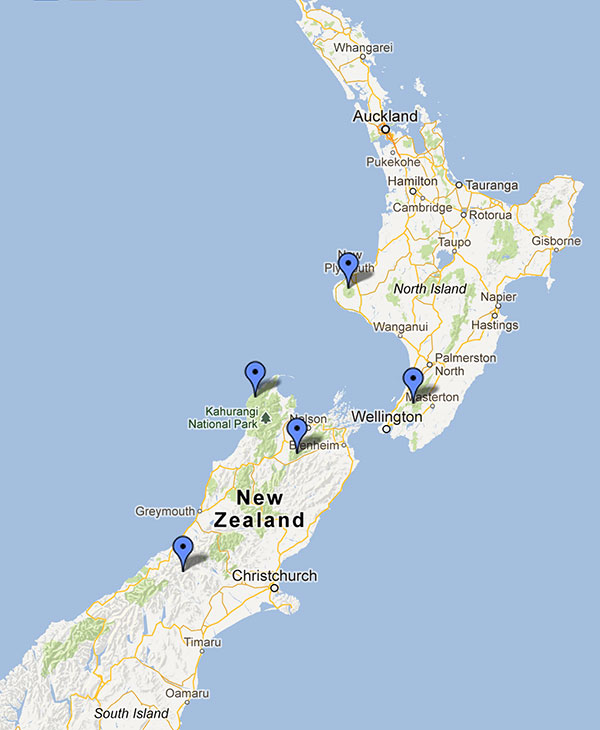 Whangarei
Auckland
Pukekohe
Hamilton
Tauranga
Cambridge
Rotorua
Taupo
Gisborne
New
Plymouth
North Island
Napier
Hastings
Wanganui
Palmerston
North
Masterton
Wellington
Kahurangi
National Park
Nelson
Blenheim
New
Zealand
Greymouth
Christchurch
Timaru
Oamaru
South Island